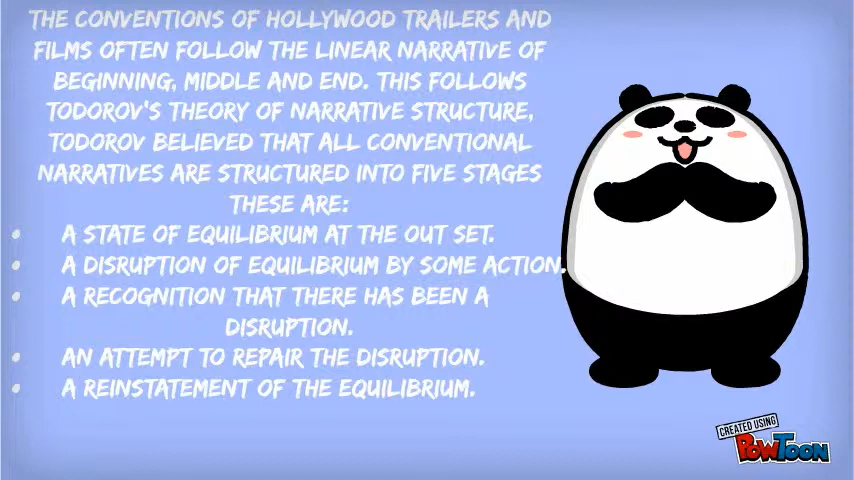 THE CONVENTIONS OF HOLLYWOOD TRAILERS AND
FILMS OFTEN FOLLOW THE LINEAR NARRATIVE OF
BEGINNING, MIDDLE AND END. THIS FOLLOWS
TODOROV'S THEORY OF NARRATIVE STRUCTURE,
TODOROV BELIEVED THAT ALL CONVENTIONAL
NARRATIVES ARE STRUCTURED INTO FIVE STAGES
THESE ARE:
• A STATE OF EQUILIBRIUM AT THE OUT SET.
• A DISRUPTION OF EQUILIBRIUM BY SOME ACTION.
• A RECOGNITION THAT THERE HAS BEEN A
DISRUPTION.
• AN ATTEMPT TO REPAIR THE DISRUPTION.
• A REINSTATEMENT OF THE EQUILIBRIUM.
CREATED USING
POWTOON